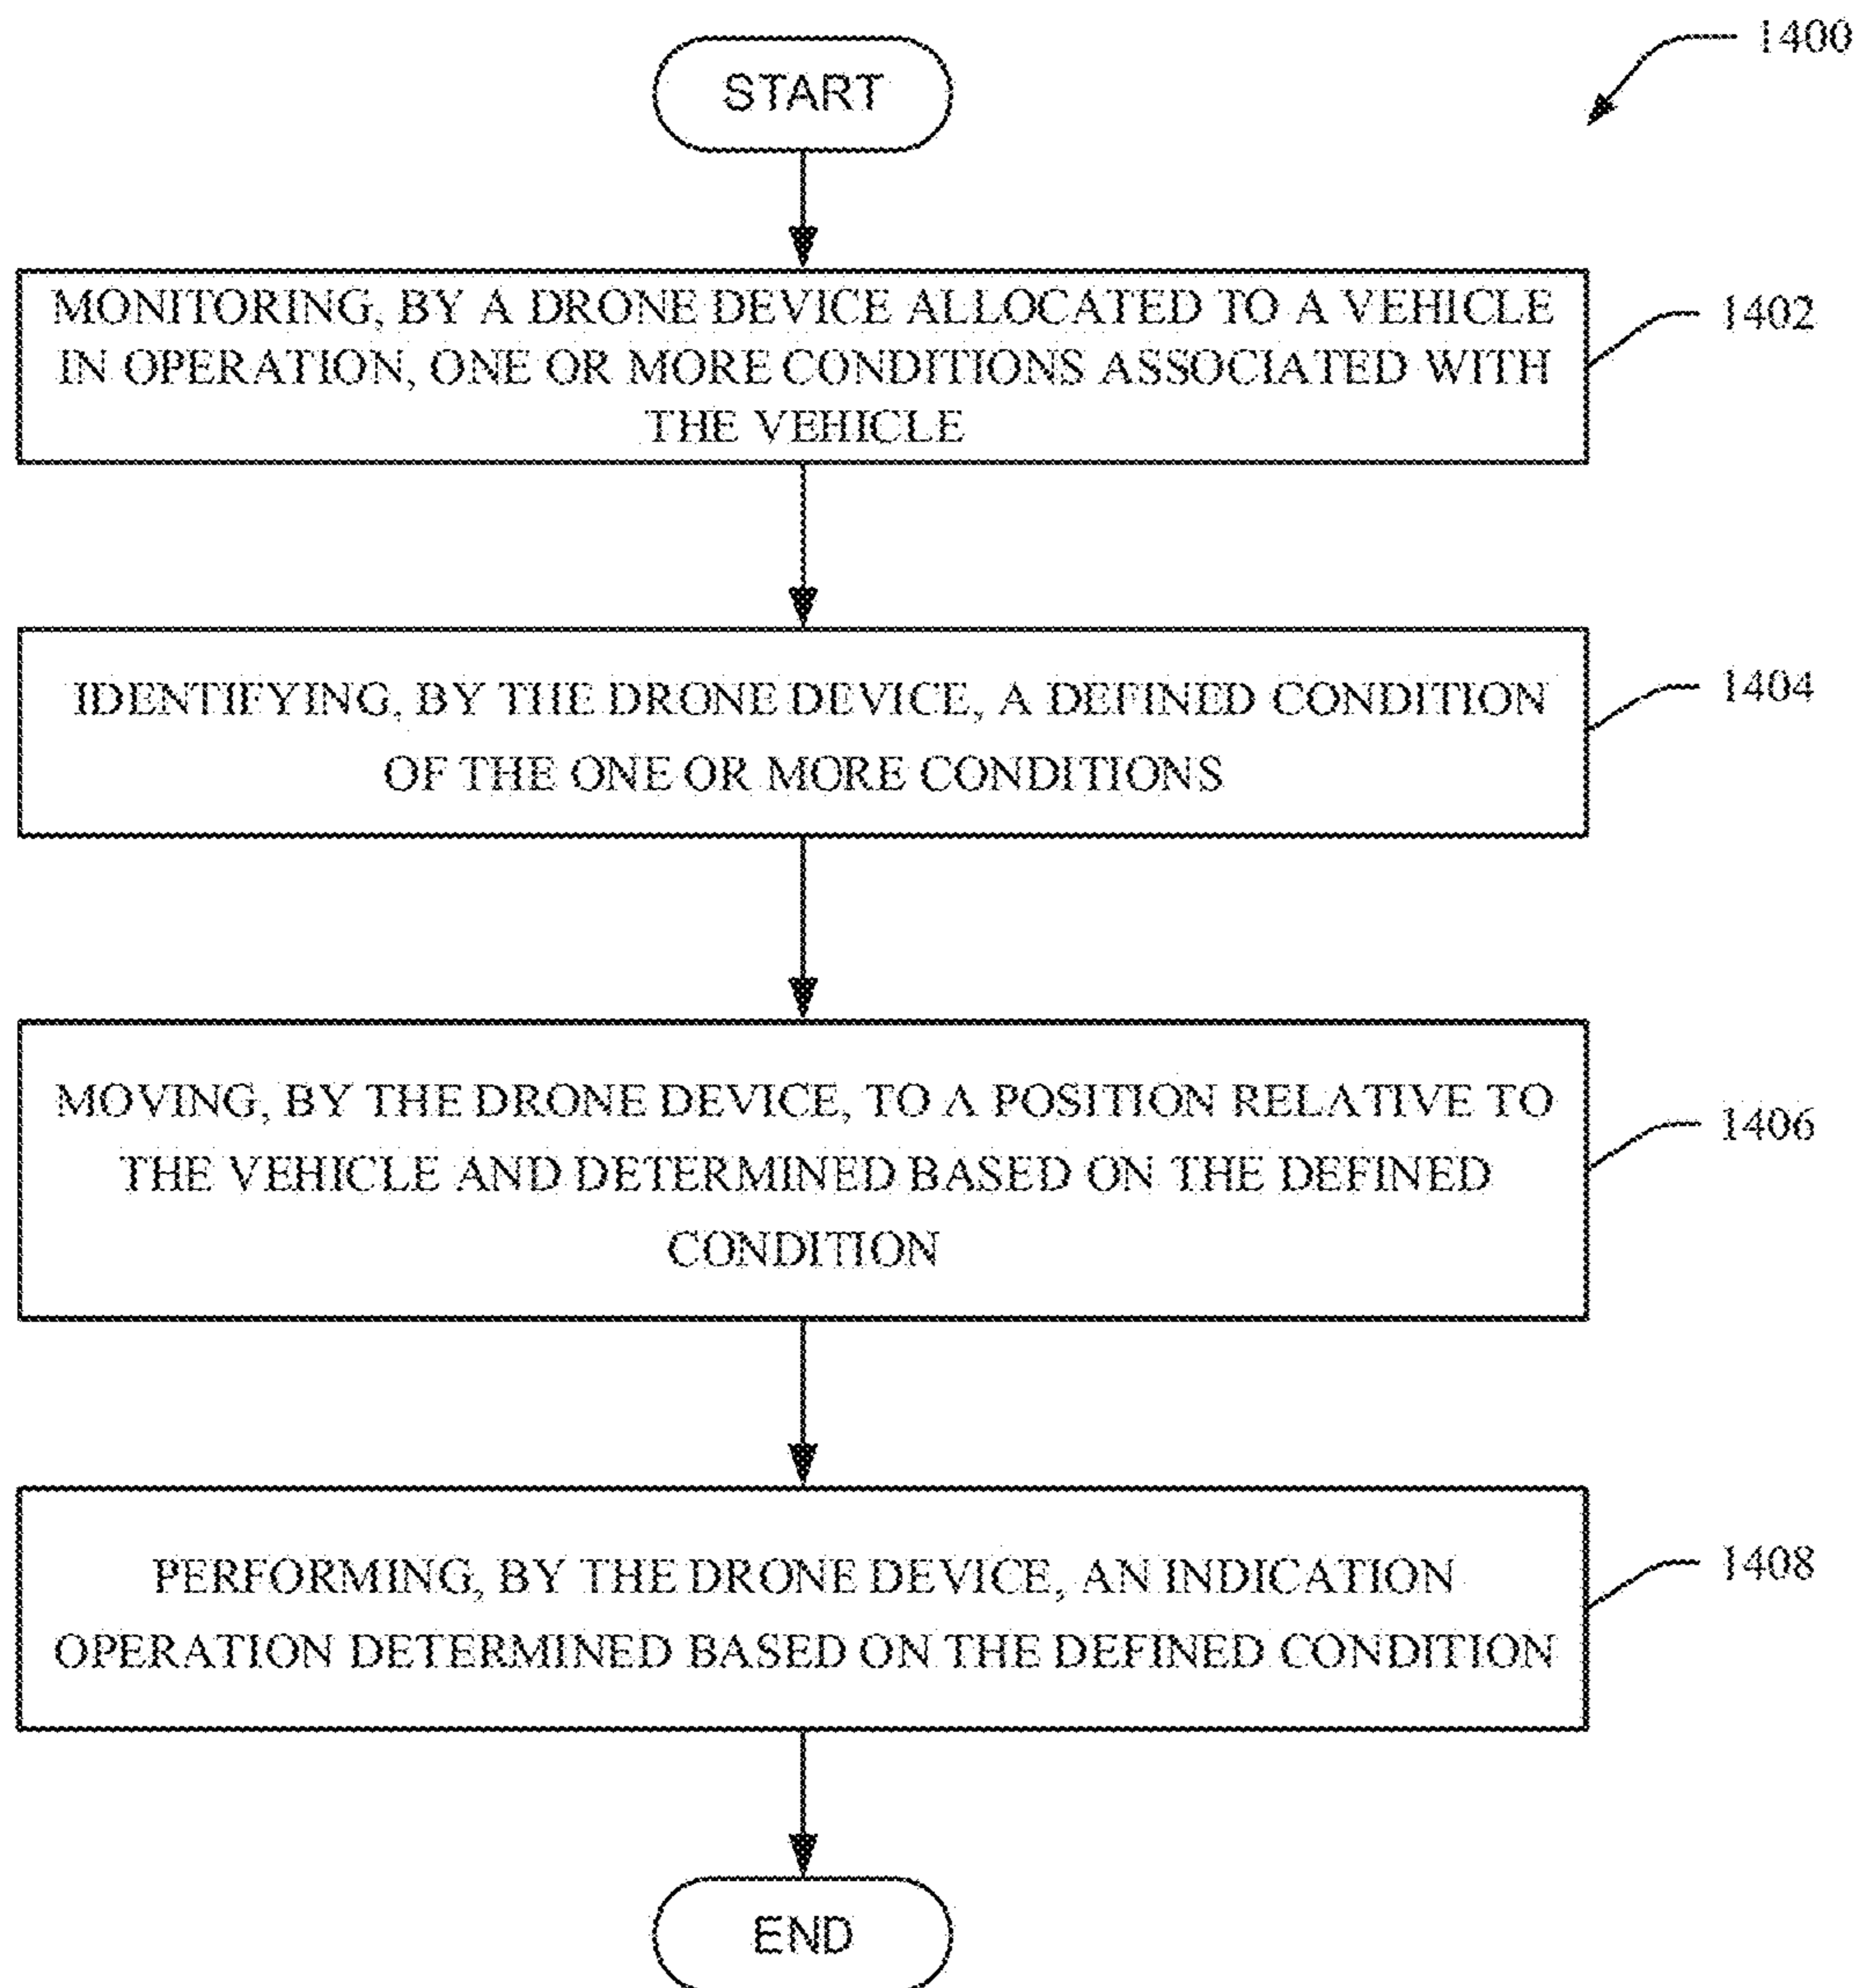 1400
START
MONITORING, BY A DRONE DEVICE ALLOCATED TO A VEHICLE
IN OPERATION, ONE OR MORE CONDITIONS ASSOCIATED WITH
THE VEHICLE
1402
IDENTIFYING, BY THE DRONE DEVICE, A DEFINED CONDITION
OF THE ONE OR MORE CONDITIONS
1404
MOVING, BY THE DRONE DEVICE, TO A POSITION RELATIVE TO
THE VEHICLE AND DETERMINED BASED ON THE DEFINED
CONDITION
1406
PERFORMING, BY THE DRONE DEVICE, AN INDICATION
OPERATION DETERMINED BASED ON THE DEFINED CONDITION
1408
END